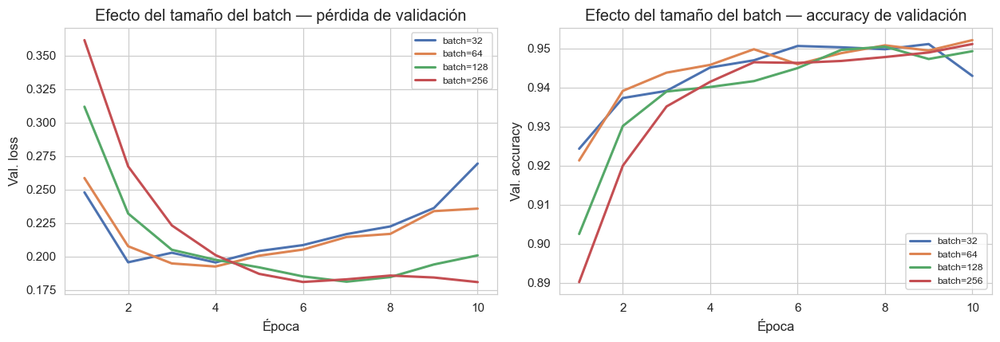 Efecto del tamaño del batch — pérdida de validación
0.350
0.325
0.300
0.275
0.250
0.225
0.200
0.175
Val. loss
2
4
6
8
10
Época
batch=32
batch=64
batch=128
batch=256
Efecto del tamaño del batch — accuracy de validación
0.95
0.94
0.93
0.92
0.91
0.90
0.89
Val. accuracy
2
4
6
8
10
Época
batch=32
batch=64
batch=128
batch=256